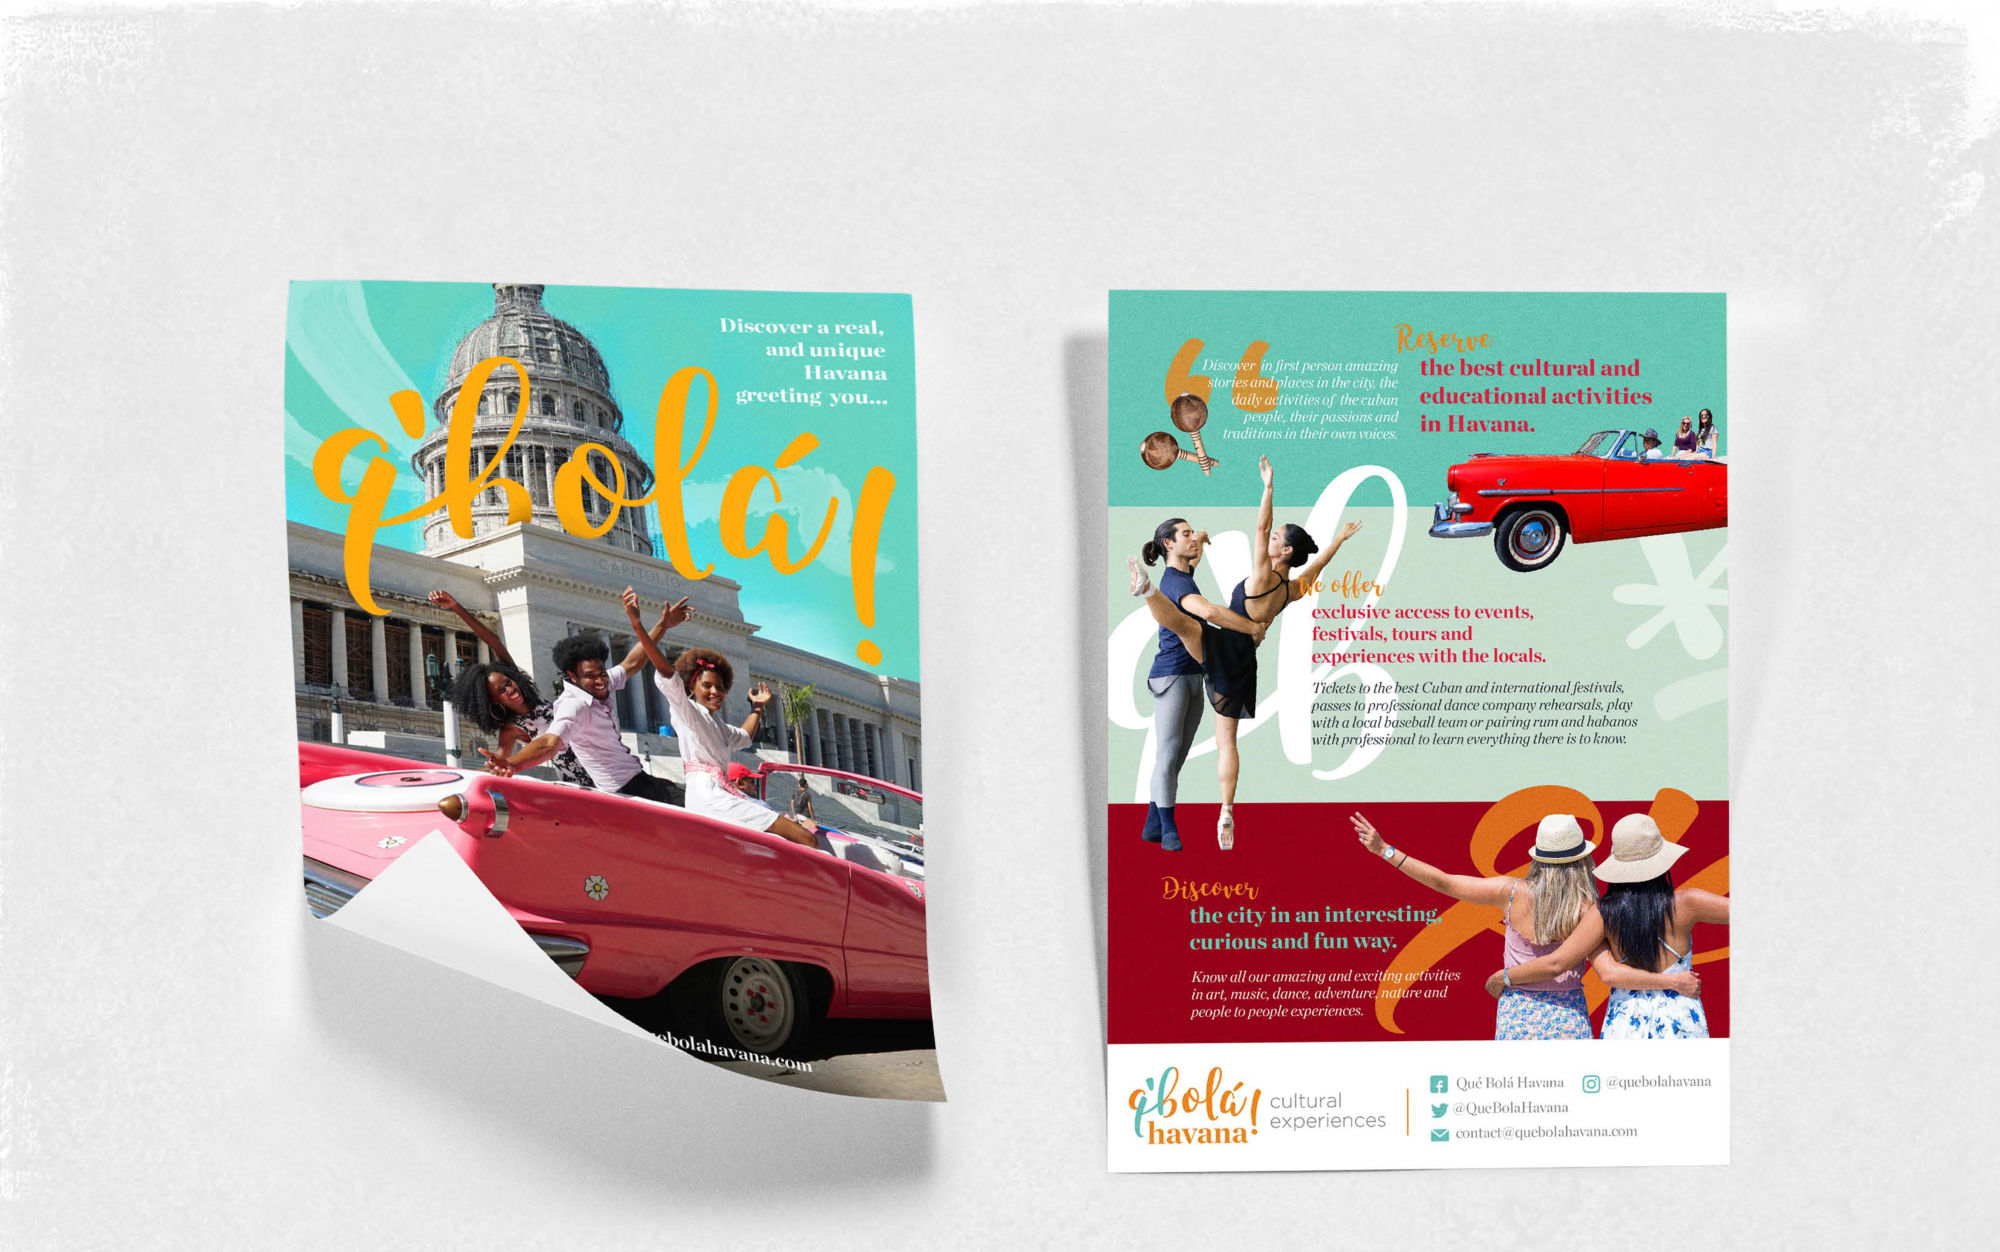 Discover a real,
and unique
Havana
greeting you...
q'bolá!
CAPITOLIO
bolahavana.com
Discover in first person amazing
stories and places in the city, the
daily activities of the cuban
people, their passions and
traditions in their own voices.
Reserve
the best cultural and
educational activities
in Havana.
qb
We offer
exclusive access to events,
festivals, tours and
experiences with the locals.
Tickets to the best Cuban and international festivals,
passes to professional dance company rehearsals, play
with a local baseball team or pairing rum and habanos
with professional to learn everything there is to know.
Discover
the city in an interesting,
curious and fun way.
Know all our amazing and exciting activities
in art, music, dance, adventure, nature and
people to people experiences.
q'bolá!
havana!
cultural
experiences
Qué Bolá Havana
@quebolahavana
@QueBolaHavana
contact@quebolahavana.com